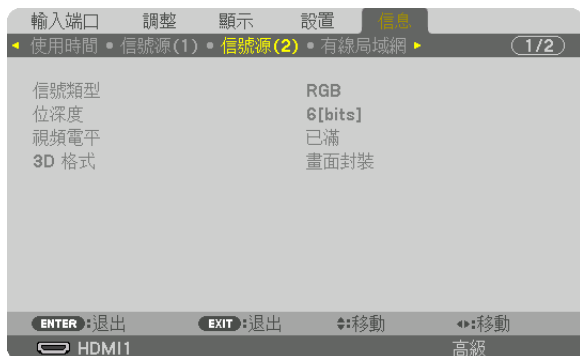 輸入端口 調整 顯示 設置 信息
◄ 使用時間 ● 信號源(1) ● 信號源(2) ● 有線局域網 ► 1/2
信號類型 RGB
位深度 6[bits]
視頻電平 已滿
3D 格式 畫面封裝
ENTER:退出 EXIT:退出 ♦:移動 ◂▸:移動
HDMI1 高級